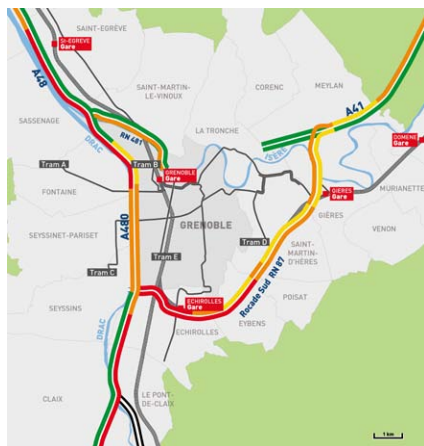 SAINT-EGRÈVE
ST-EGRÈVE
Gare
A48
SAINT-MARTIN-
LE-VINOUX
CORENC
MEYLAN
A41
SASSENAGE
RN 481
LA TRONCHE
ISÈRE
DOMENE
Gare
DRAC
Tram A
Tram B
GRENOBLE
Gare
FONTAINE
GIÈRES
Gare
MURIANETTE
A480
GRENOBLE
GIÈRES
VENON
SEYSSINET-PARISET
Tram D
SAINT-
MARTIN-
D'HÈRES
Tram E
Tram C
Rocade Sud RN 87
POISAT
SEYSSINS
ECHIROLLES
Gare
EYBENS
DRAC
ECHIROLLES
CLAIX
LE PONT-
DE-CLAIX
1 km